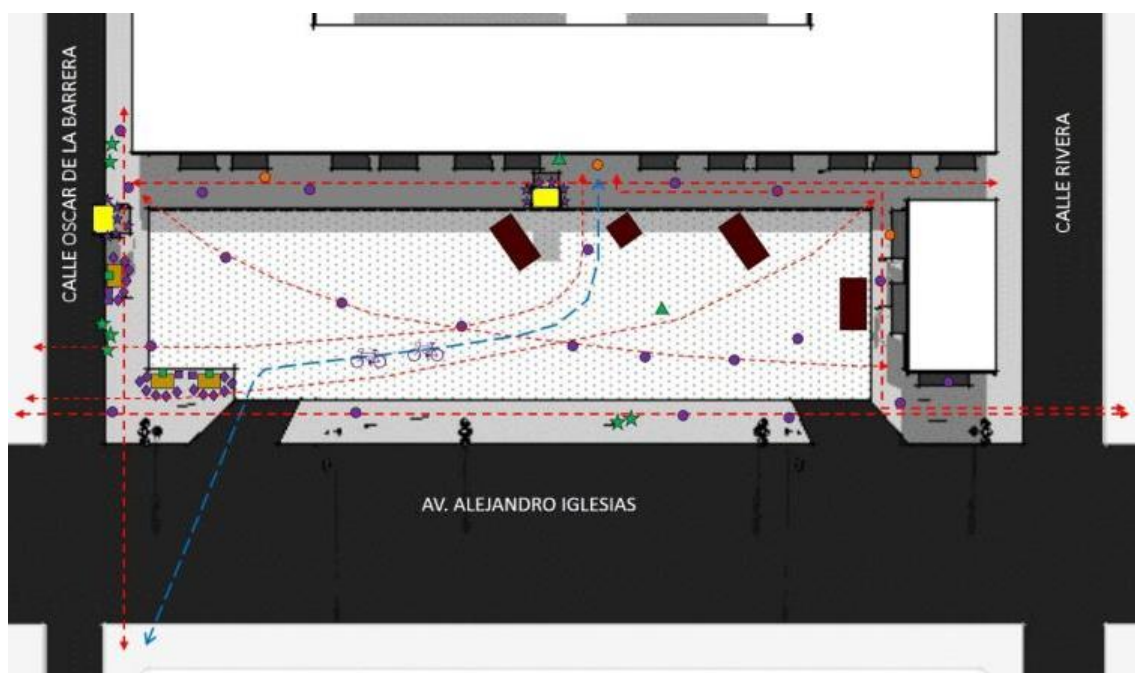 CALLE OSCAR DE LA BARRERA
CALLE RIVERA
AV. ALEJANDRO IGLESIAS